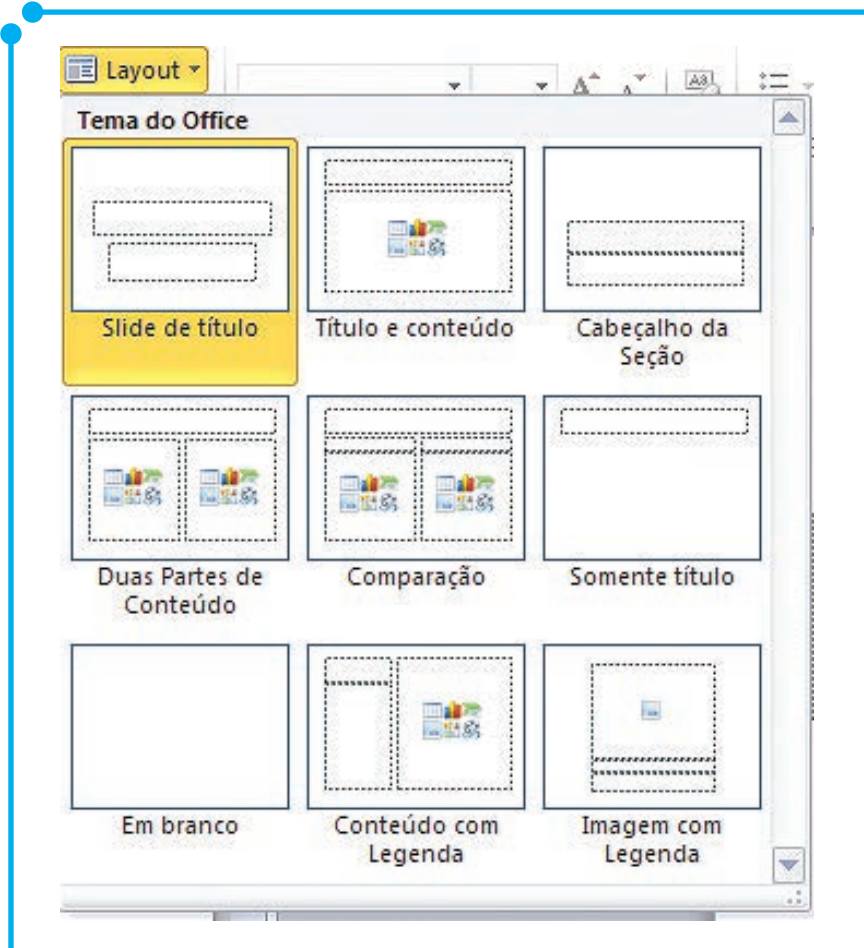 Layout
Tema do Office
Slide de título
Título e conteúdo
Cabeçalho da
Seção
Duas Partes de
Conteúdo
Comparação
Somente título
Em branco
Conteúdo com
Legenda
Imagem com
Legenda